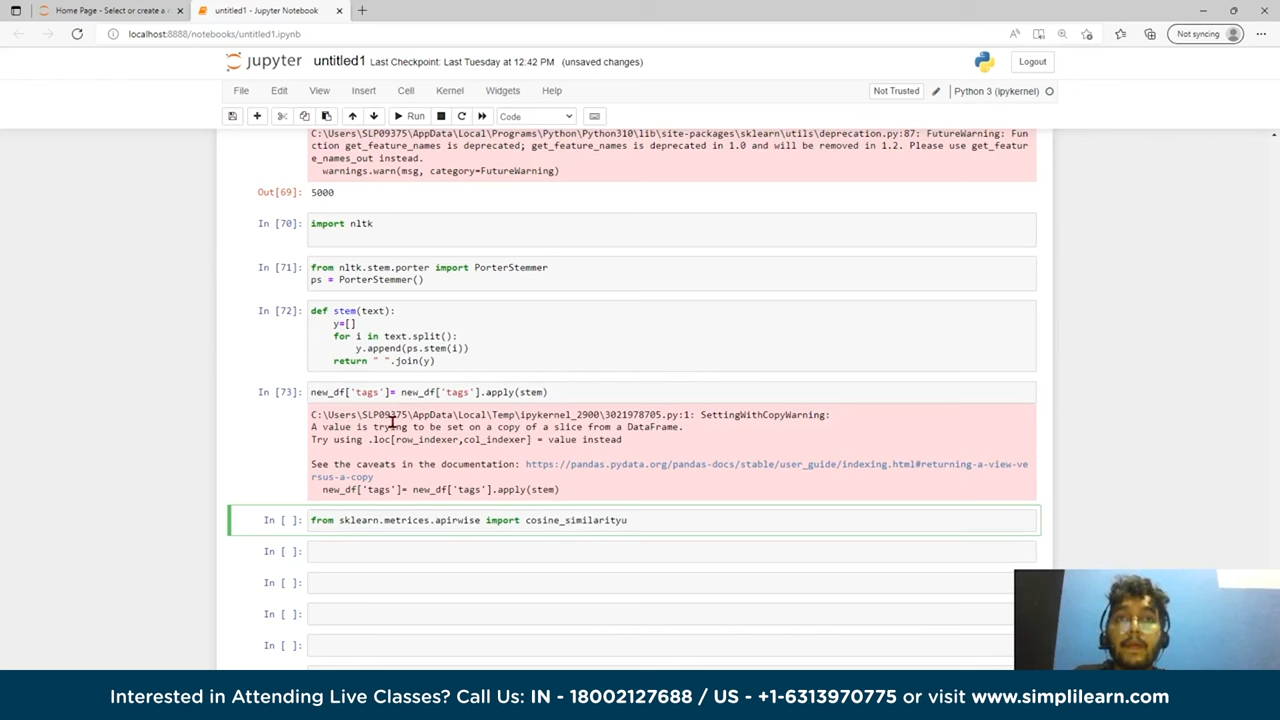 Home Page - Select or create a n
untitled1 - Jupyter Notebook
localhost:8888/notebooks/untitled1.ipynb
Not syncing
jupyter untitled1 Last Checkpoint: Last Tuesday at 12:42 PM (unsaved changes)
Logout
File Edit View Insert Cell Kernel Widgets Help
Not Trusted
Python 3 (ipykernel)
Run
Code
C:\Users\SLP09375\AppData\Local\Programs\Python\Python310\lib\site-packages\sklearn\utils\deprecation.py:87: FutureWarning: Fun
ction get_feature_names is deprecated; get_feature_names is deprecated in 1.0 and will be removed in 1.2. Please use get_featur
e_names_out instead.
warnings.warn(msg, category=FutureWarning)
Out[69]: 5000
In [70]: import nltk
In [71]: from nltk.stem.porter import PorterStemmer
ps = PorterStemmer()
In [72]: def stem(text):
y=[]
for i in text.split():
y.append(ps.stem(i))
return " ".join(y)
In [73]: new_df['tags']= new_df['tags'].apply(stem)
C:\Users\SLP09375\AppData\Local\Temp\ipykernel_2900\3021978705.py:1: SettingWithCopyWarning:
A value is trying to be set on a copy of a slice from a DataFrame.
Try using .loc[row_indexer,col_indexer] = value instead
See the caveats in the documentation: https://pandas.pydata.org/pandas-docs/stable/user_guide/indexing.html#returning-a-view-ve
rsus-a-copy
new_df['tags']= new_df['tags'].apply(stem)
In [ ]: from sklearn.metrices.apirwise import cosine_similarityu
In [ ]:
In [ ]:
In [ ]:
In [ ]:
Interested in Attending Live Classes? Call Us: IN - 18002127688 / US - +1-6313970775 or visit www.simplilearn.com